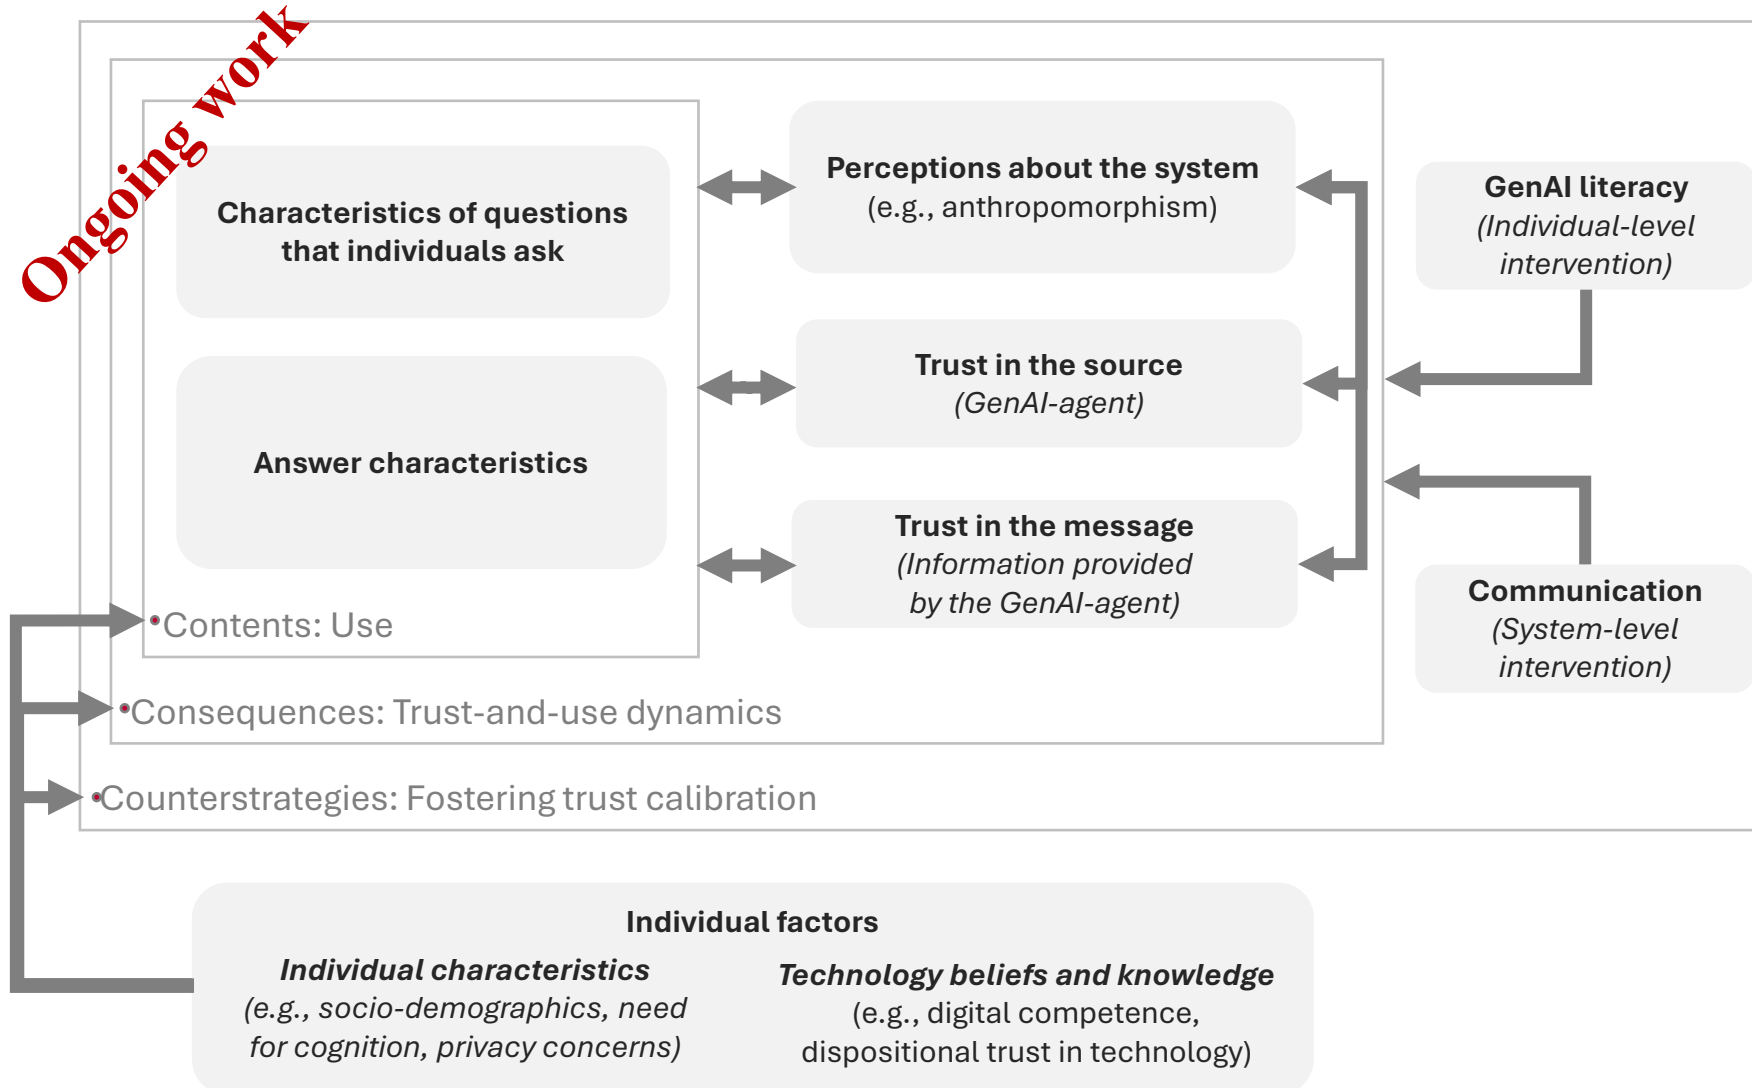 Ongoing work
Characteristics of questions
that individuals ask
Answer characteristics
•Contents: Use
Perceptions about the system
(e.g., anthropomorphism)
Trust in the source
(GenAI-agent)
Trust in the message
(Information provided
by the GenAI-agent)
•Consequences: Trust-and-use dynamics
GenAI literacy
(Individual-level
intervention)
Communication
(System-level
intervention)
•Counterstrategies: Fostering trust calibration
Individual factors
Individual characteristics
(e.g., socio-demographics, need
for cognition, privacy concerns)
Technology beliefs and knowledge
(e.g., digital competence,
dispositional trust in technology)